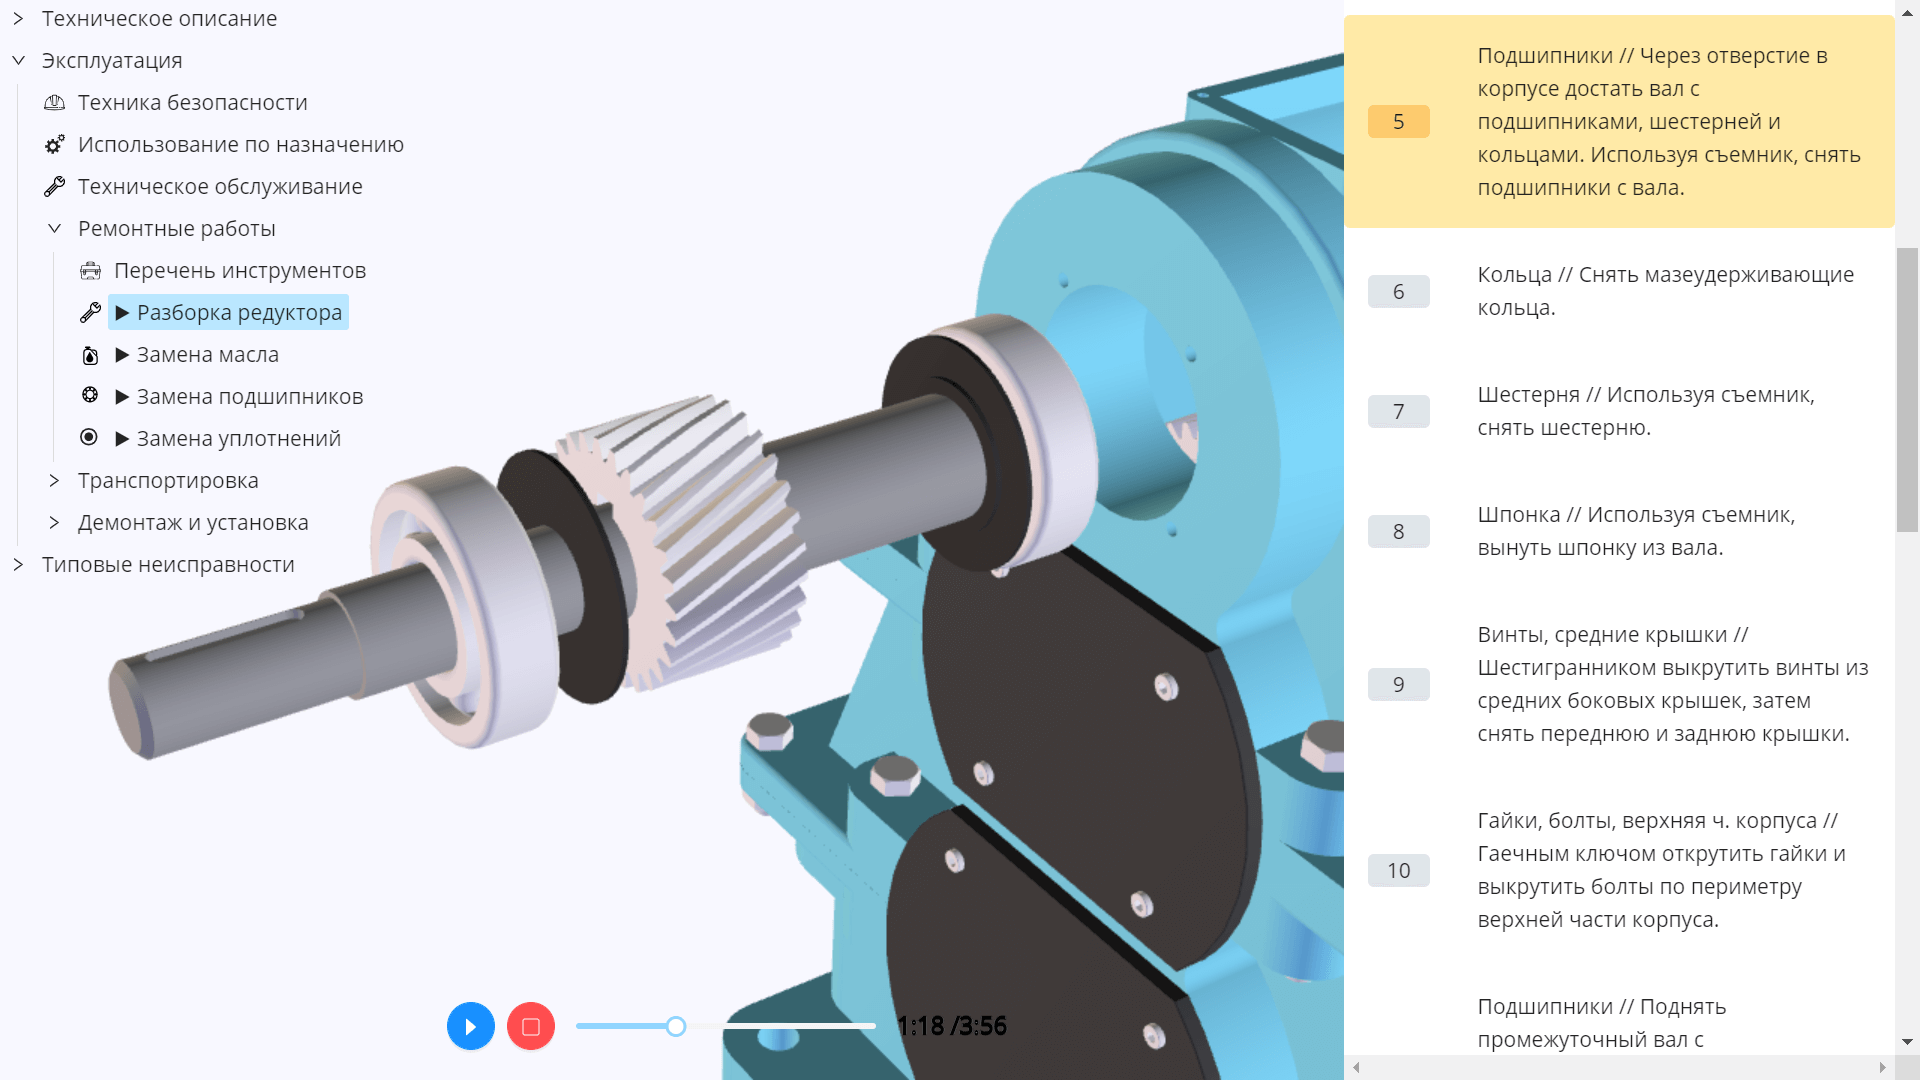 Техническое описание
Эксплуатация
Техника безопасности
Использование по назначению
Техническое обслуживание
Ремонтные работы
Перечень инструментов
Разборка редуктора
Замена масла
Замена подшипников
Замена уплотнений
Транспортировка
Демонтаж и установка
Типовые неисправности
1:18 /3:56
5
Подшипники // Через отверстие в
корпусе достать вал с
подшипниками, шестерней и
кольцами. Используя съемник, снять
подшипники с вала.
6
Кольца // Снять мазеудерживающие
кольца.
7
Шестерня // Используя съемник,
снять шестерню.
8
Шпонка // Используя съемник,
вынуть шпонку из вала.
9
Винты, средние крышки //
Шестигранником выкрутить винты из
средних боковых крышек, затем
снять переднюю и заднюю крышки.
10
Гайки, болты, верхняя ч. корпуса //
Гаечным ключом открутить гайки и
выкрутить болты по периметру
верхней части корпуса.
Подшипники // Поднять
промежуточный вал с